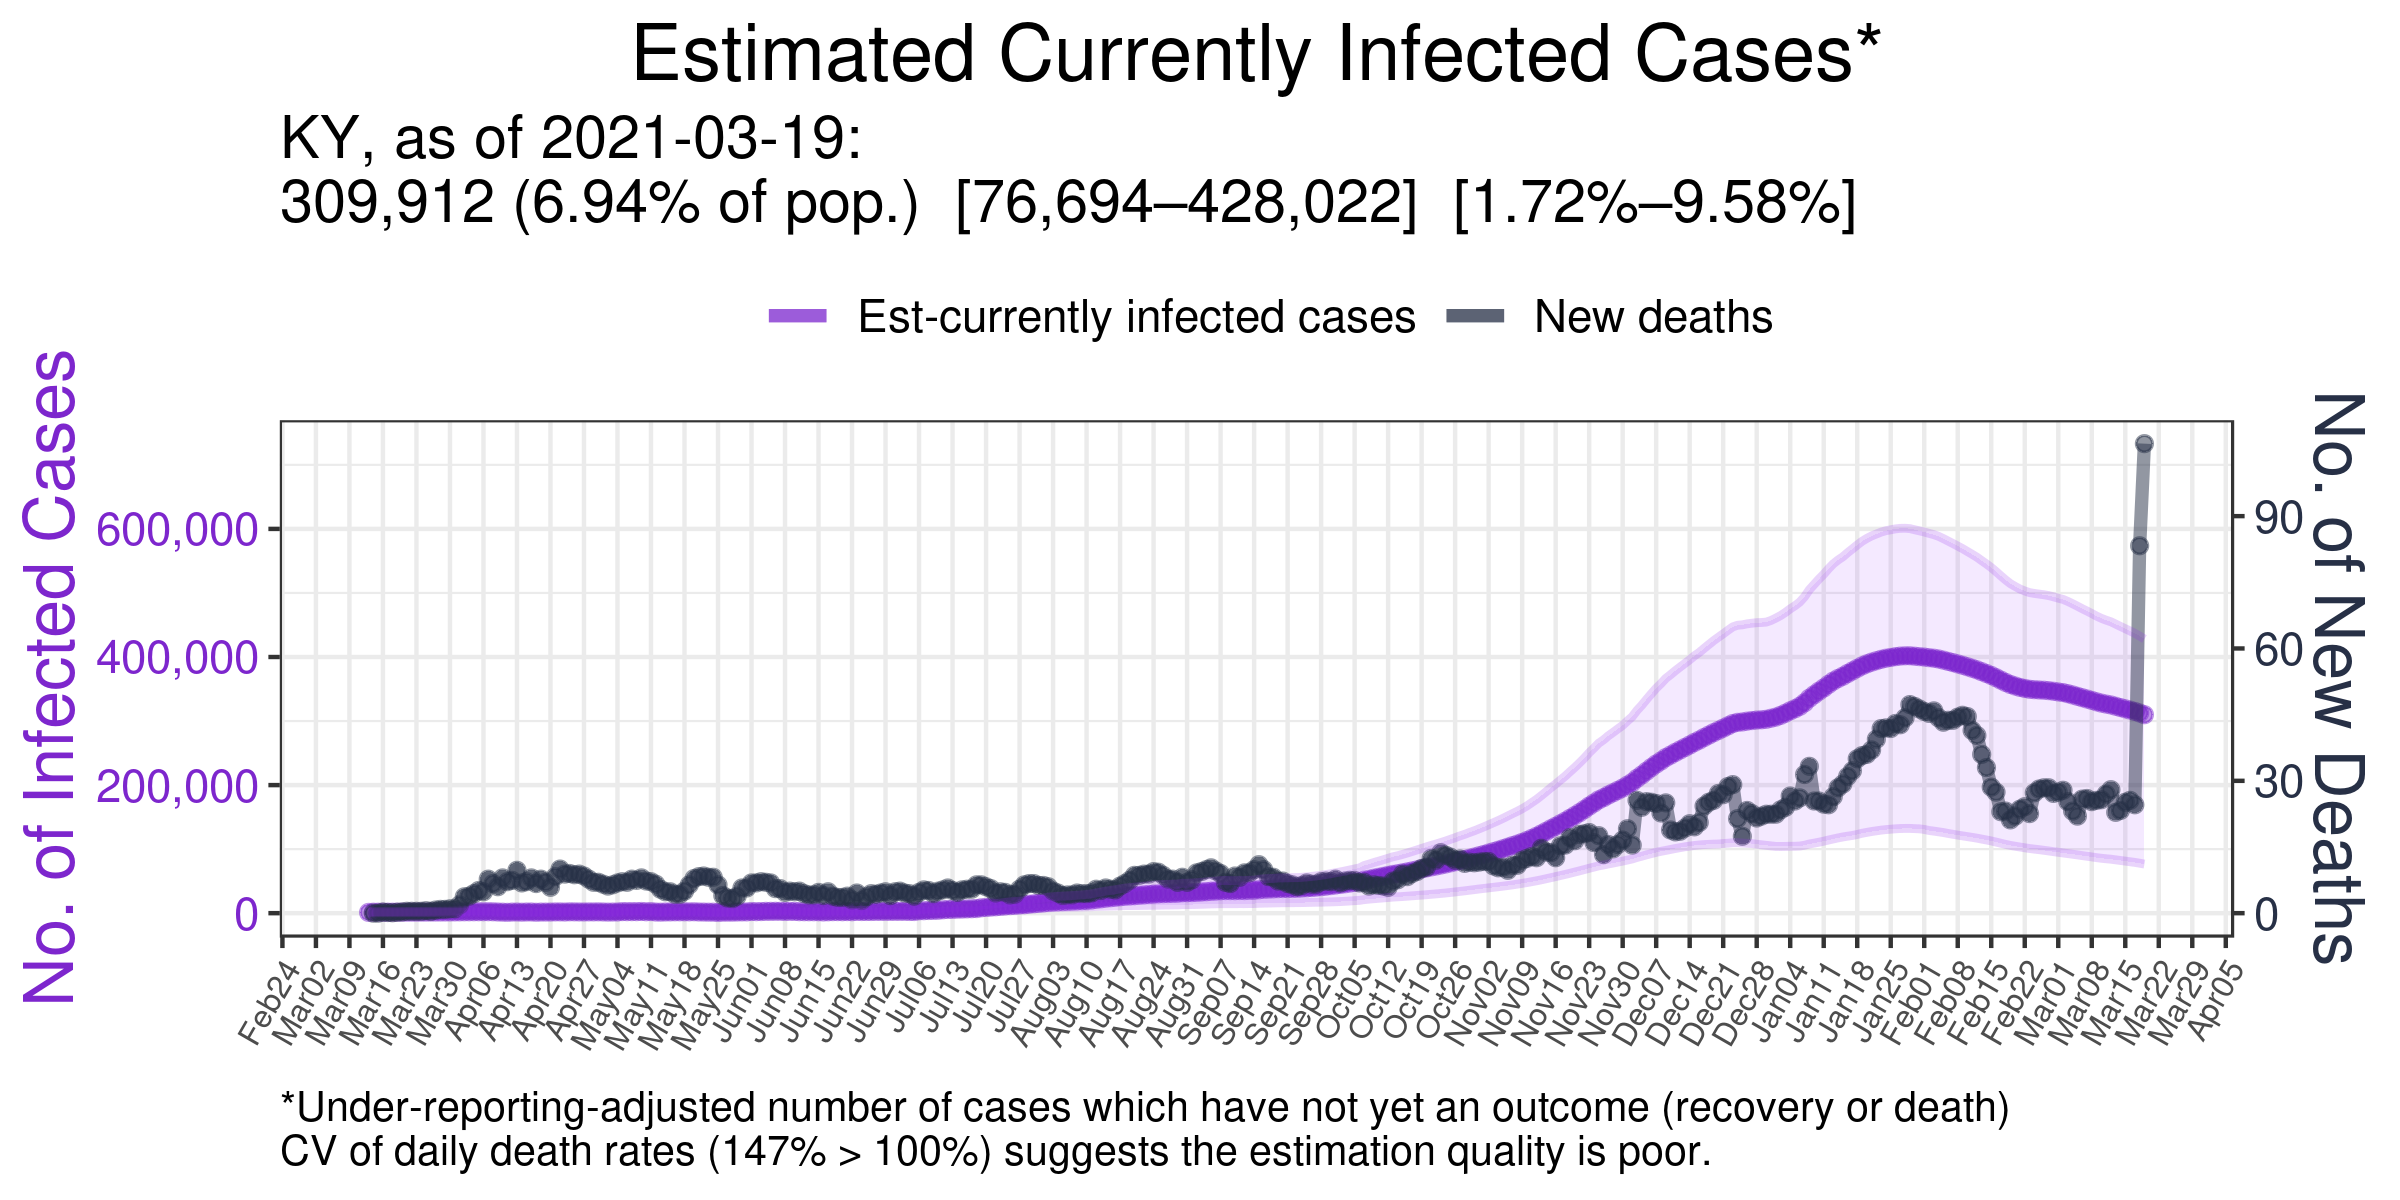 Estimated Currently Infected Cases*
KY, as of 2021-03-19:
309,912 (6.94% of pop.)  [76,694–428,022]  [1.72%–9.58%]
Est-currently infected cases
New deaths
No. of Infected Cases
600,000
400,000
200,000
0
90
60
30
0
No. of New Deaths
Feb24
Mar02
Mar09
Mar16
Mar23
Mar30
Apr06
Apr13
Apr20
Apr27
May04
May11
May18
May25
Jun01
Jun08
Jun15
Jun22
Jun29
Jul06
Jul13
Jul20
Jul27
Aug03
Aug10
Aug17
Aug24
Aug31
Sep07
Sep14
Sep21
Sep28
Oct05
Oct12
Oct19
Oct26
Nov02
Nov09
Nov16
Nov23
Nov30
Dec07
Dec14
Dec21
Dec28
Jan04
Jan11
Jan18
Jan25
Feb01
Feb08
Feb15
Feb22
Mar01
Mar08
Mar15
Mar22
Mar29
Apr05
*Under-reporting-adjusted number of cases which have not yet an outcome (recovery or death)
CV of daily death rates (147% > 100%) suggests the estimation quality is poor.